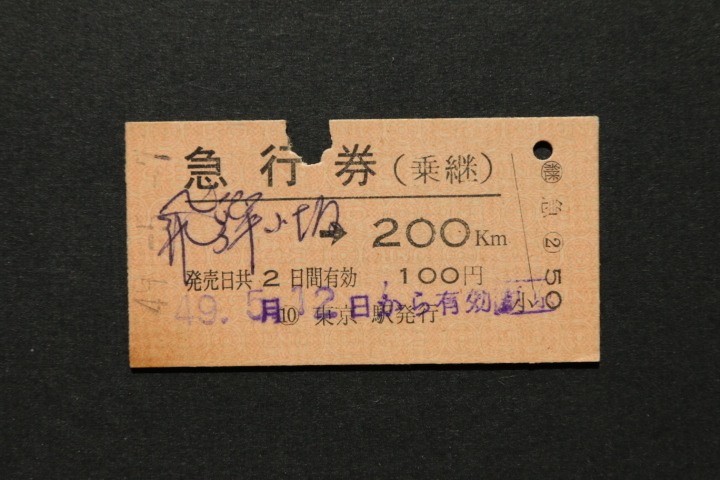 急行券(乗継)
飛騨小坂→200Km
発売日共2日間有効 100円
49.5月12日から有効
⑩ 東京駅発行
急②
50